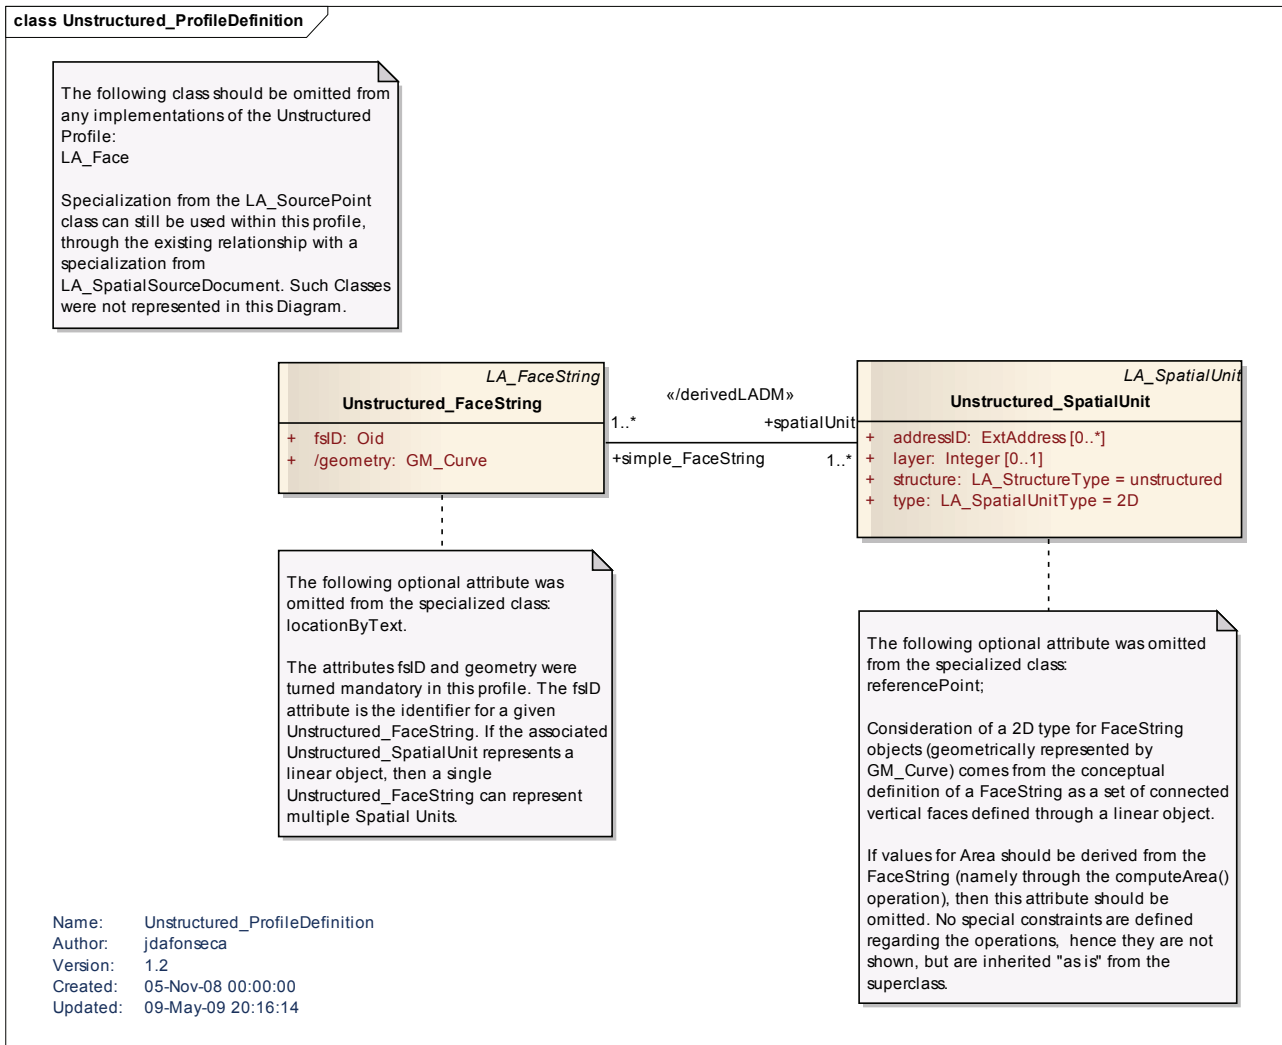 class Unstructured_ProfileDefinition
The following class should be omitted from
any implementations of the Unstructured
Profile:
LA_Face
Specialization from the LA_SourcePoint
class can still be used within this profile,
through the existing relationship with a
specialization from
LA_SpatialSourceDocument. Such Classes
were not represented in this Diagram.
LA_FaceString
Unstructured_FaceString
+ fsID: Oid
+ /geometry: GM_Curve
«/derivedLADM»
1..*
+spatialUnit
+simple_FaceString
1..*
LA_SpatialUnit
Unstructured_SpatialUnit
+ addressID: ExtAddress [0..*]
+ layer: Integer [0..1]
+ structure: LA_StructureType = unstructured
+ type: LA_SpatialUnitType = 2D
The following optional attribute was
omitted from the specialized class:
locationByText.
The attributes fsID and geometry were
turned mandatory in this profile. The fsID
attribute is the identifier for a given
Unstructured_FaceString. If the associated
Unstructured_SpatialUnit represents a
linear object, then a single
Unstructured_FaceString can represent
multiple Spatial Units.
The following optional attribute was omitted
from the specialized class:
referencePoint;
Consideration of a 2D type for FaceString
objects (geometrically represented by
GM_Curve) comes from the conceptual
definition of a FaceString as a set of connected
vertical faces defined through a linear object.
If values for Area should be derived from the
FaceString (namely through the computeArea()
operation), then this attribute should be
omitted. No special constraints are defined
regarding the operations, hence they are not
shown, but are inherited "as is" from the
superclass.
Name: Unstructured_ProfileDefinition
Author: jdafonseca
Version: 1.2
Created: 05-Nov-08 00:00:00
Updated: 09-May-09 20:16:14